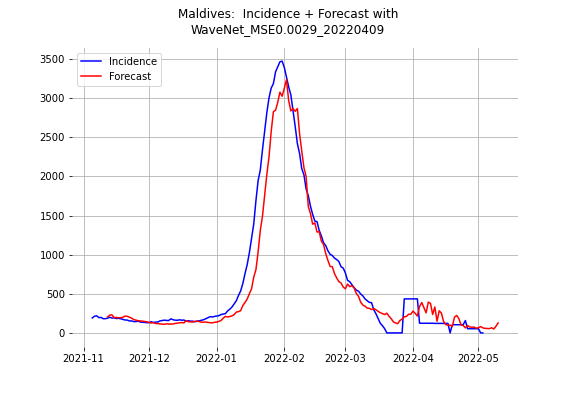 Maldives:  Incidence + Forecast with
WaveNet_MSE0.0029_20220409
Incidence
Forecast
3500
3000
2500
2000
1500
1000
500
0
2021-11 2021-12 2022-01 2022-02 2022-03 2022-04 2022-05